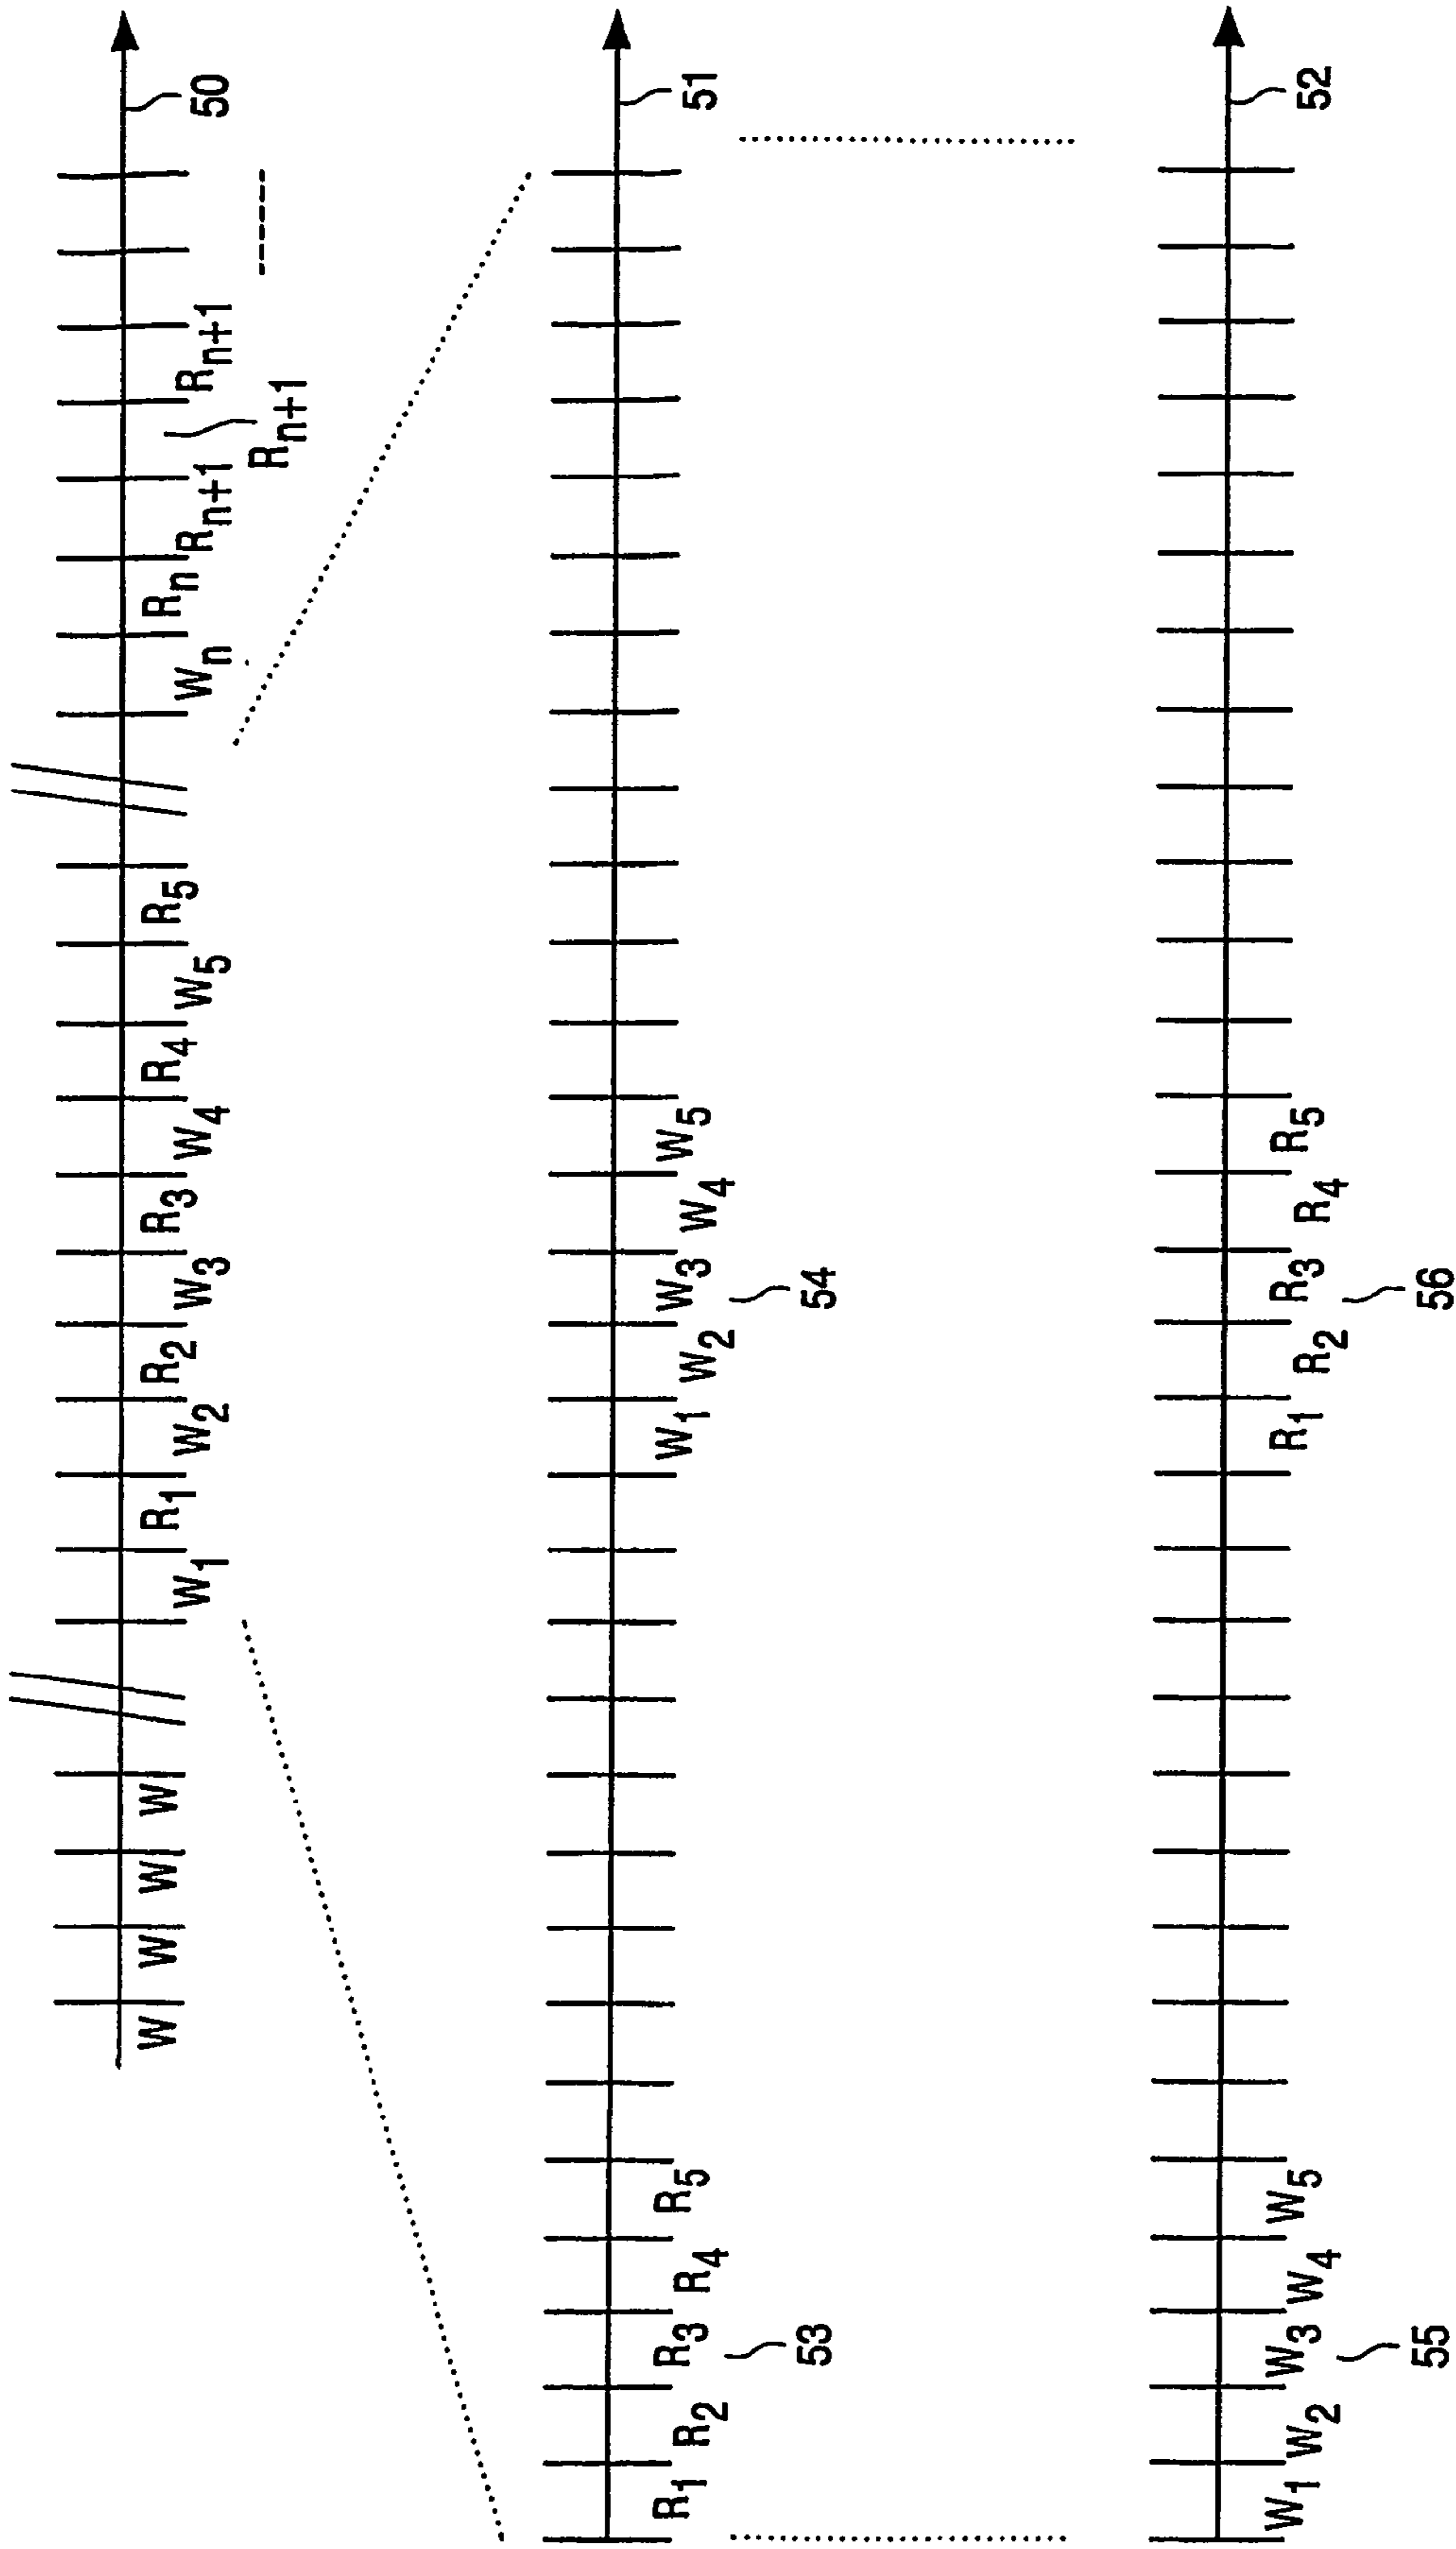 W W W W W1 R1 W2 R2 W3 R3 W4 R4 W5 R5 Wn Rn Rn+1 Rn+1 Rn+1 50
R1 R2 R3 R4 R5 W1 W2 W3 W4 W5 51
53 54
W1 W2 W3 W4 W5 R1 R2 R3 R4 R5 52
55 56